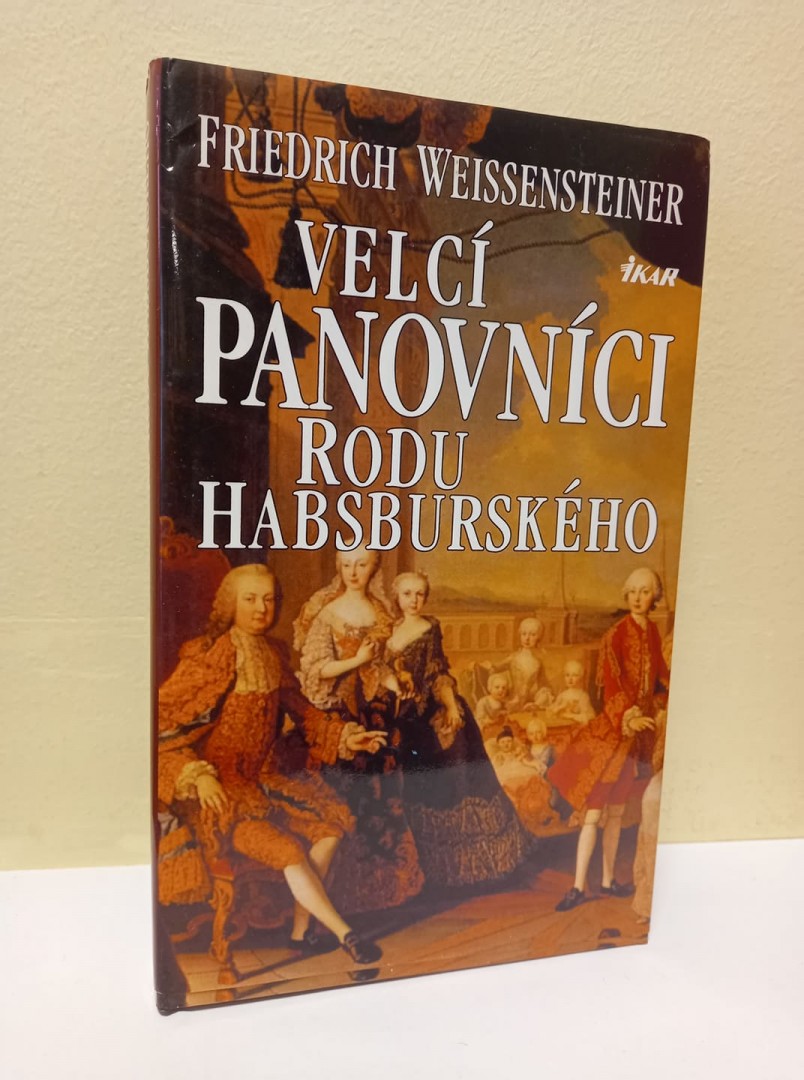 FRIEDRICH WEISSENSTEINER
VELCÍ
IKAR
PANOVNÍCI
RODU
HABSBURSKÉHO